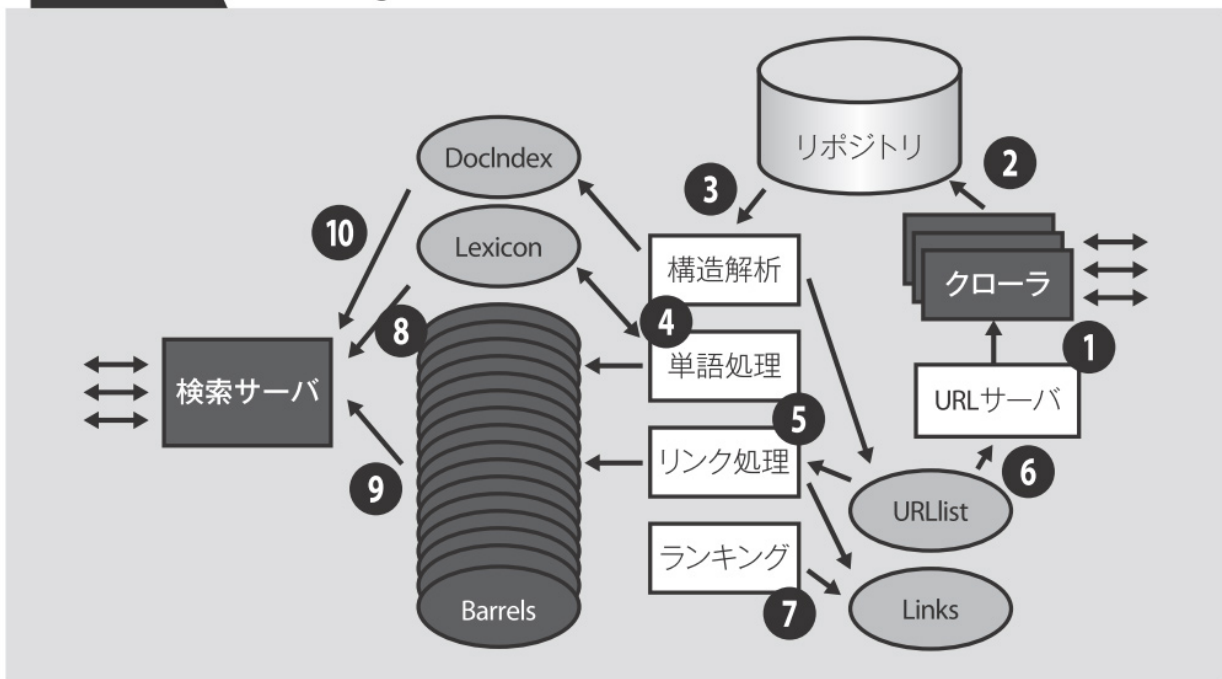 リポジトリ
2
3
DocIndex
10
Lexicon
構造解析
クローラ
4
8
1
単語処理
検索サーバ
URLサーバ
5
リンク処理
6
9
URLlist
ランキング
7
Links
Barrels